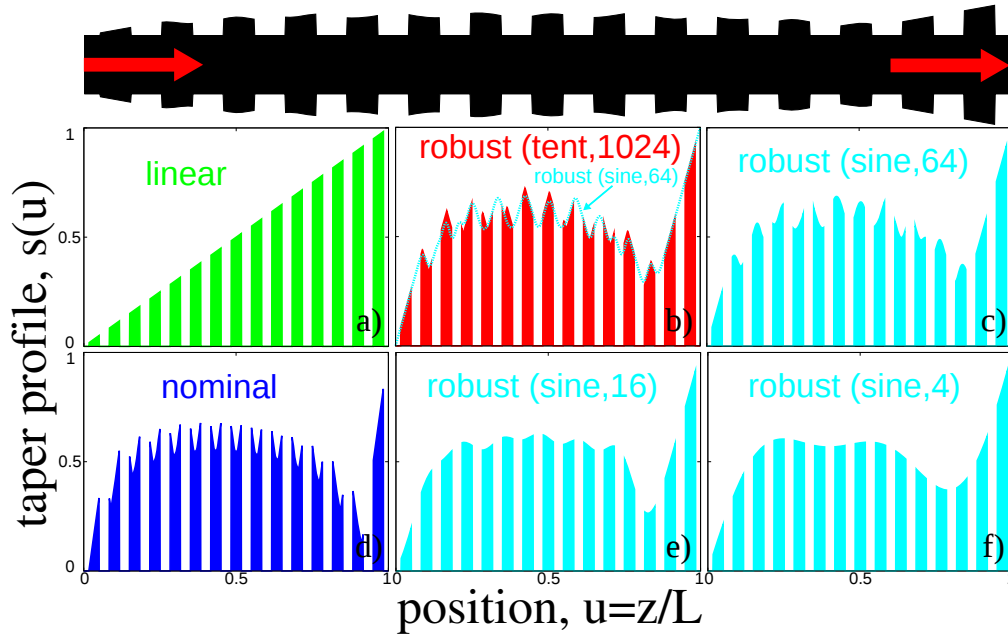 1
linear
a)
robust (tent,1024)
robust (sine,64)
b)
robust (sine,64)
c)
0.5
0
taper profile, s(u)
1
nominal
d)
robust (sine,16)
e)
robust (sine,4)
f)
0.5
0
0 0.5 10 0.5 10 0.5 1
position, u=z/L